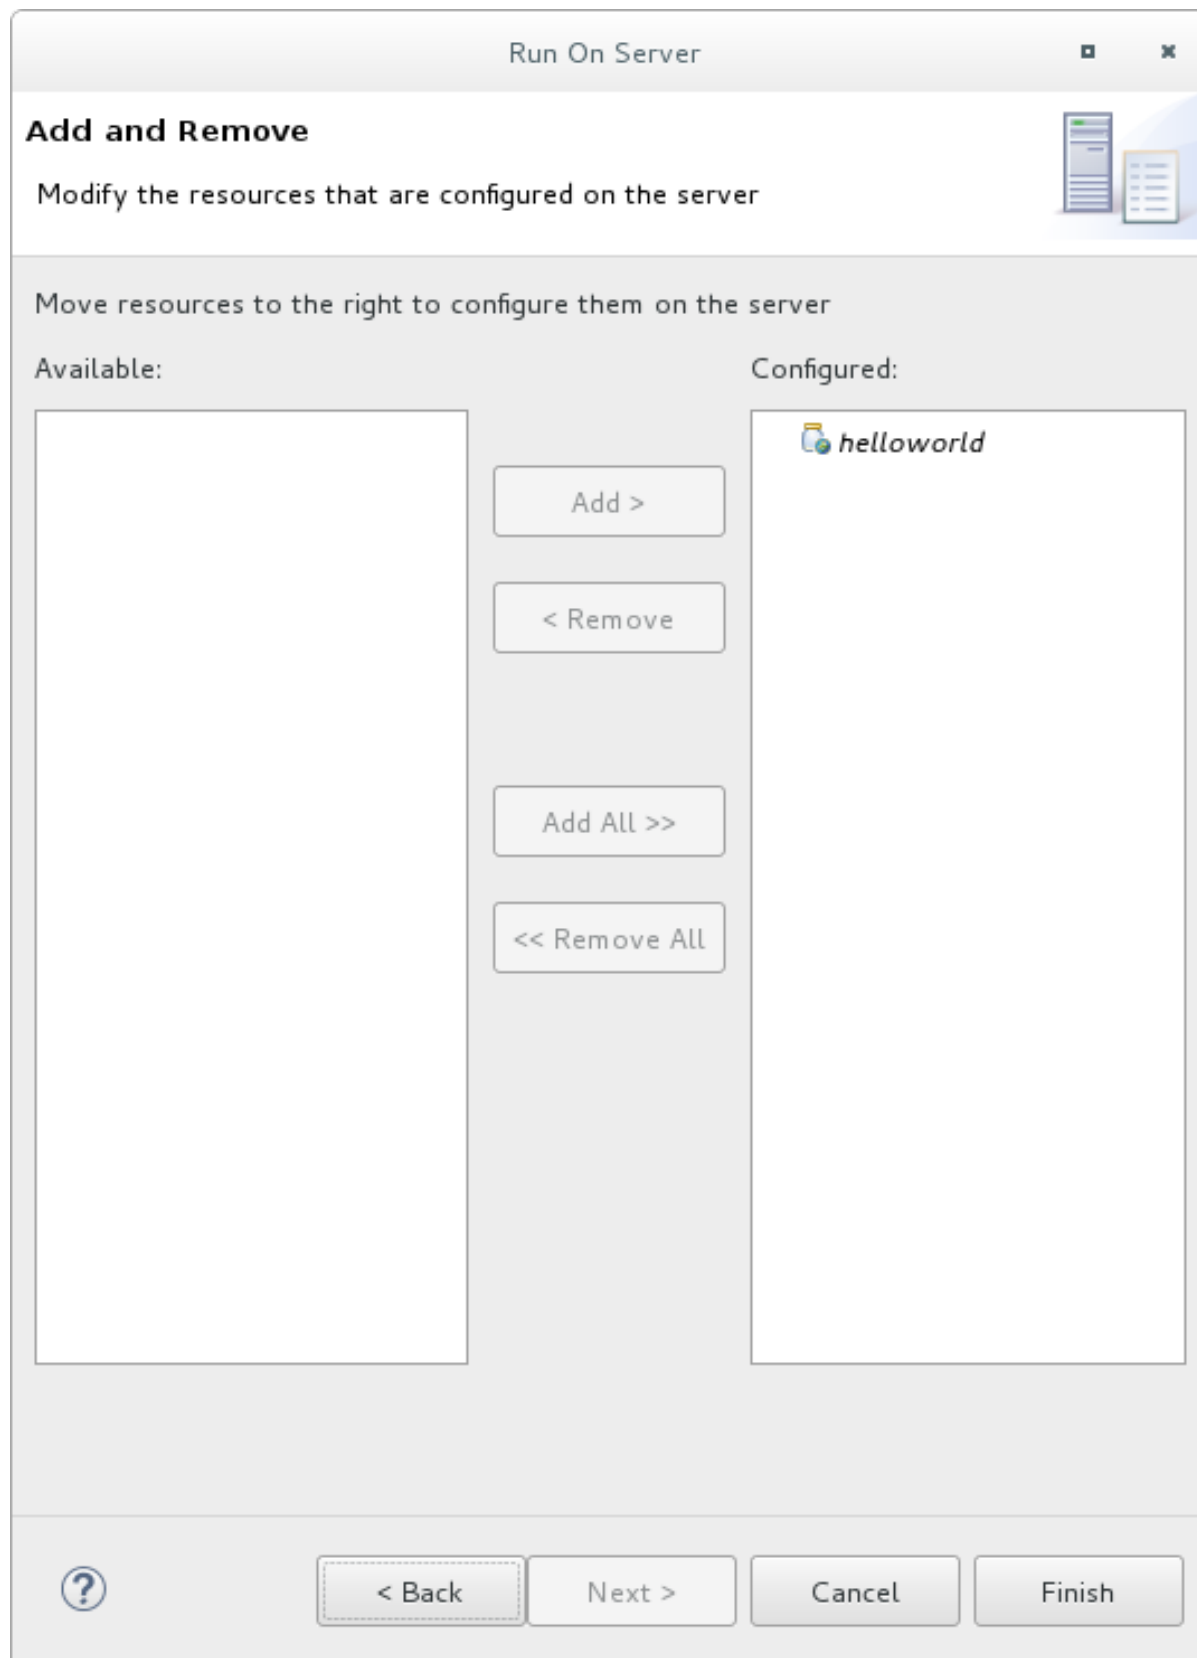 Run On Server
Add and Remove
Modify the resources that are configured on the server
Move resources to the right to configure them on the server
Available:
Configured:
helloworld
Add >
< Remove
Add All >>
<< Remove All
?
< Back
Next >
Cancel
Finish